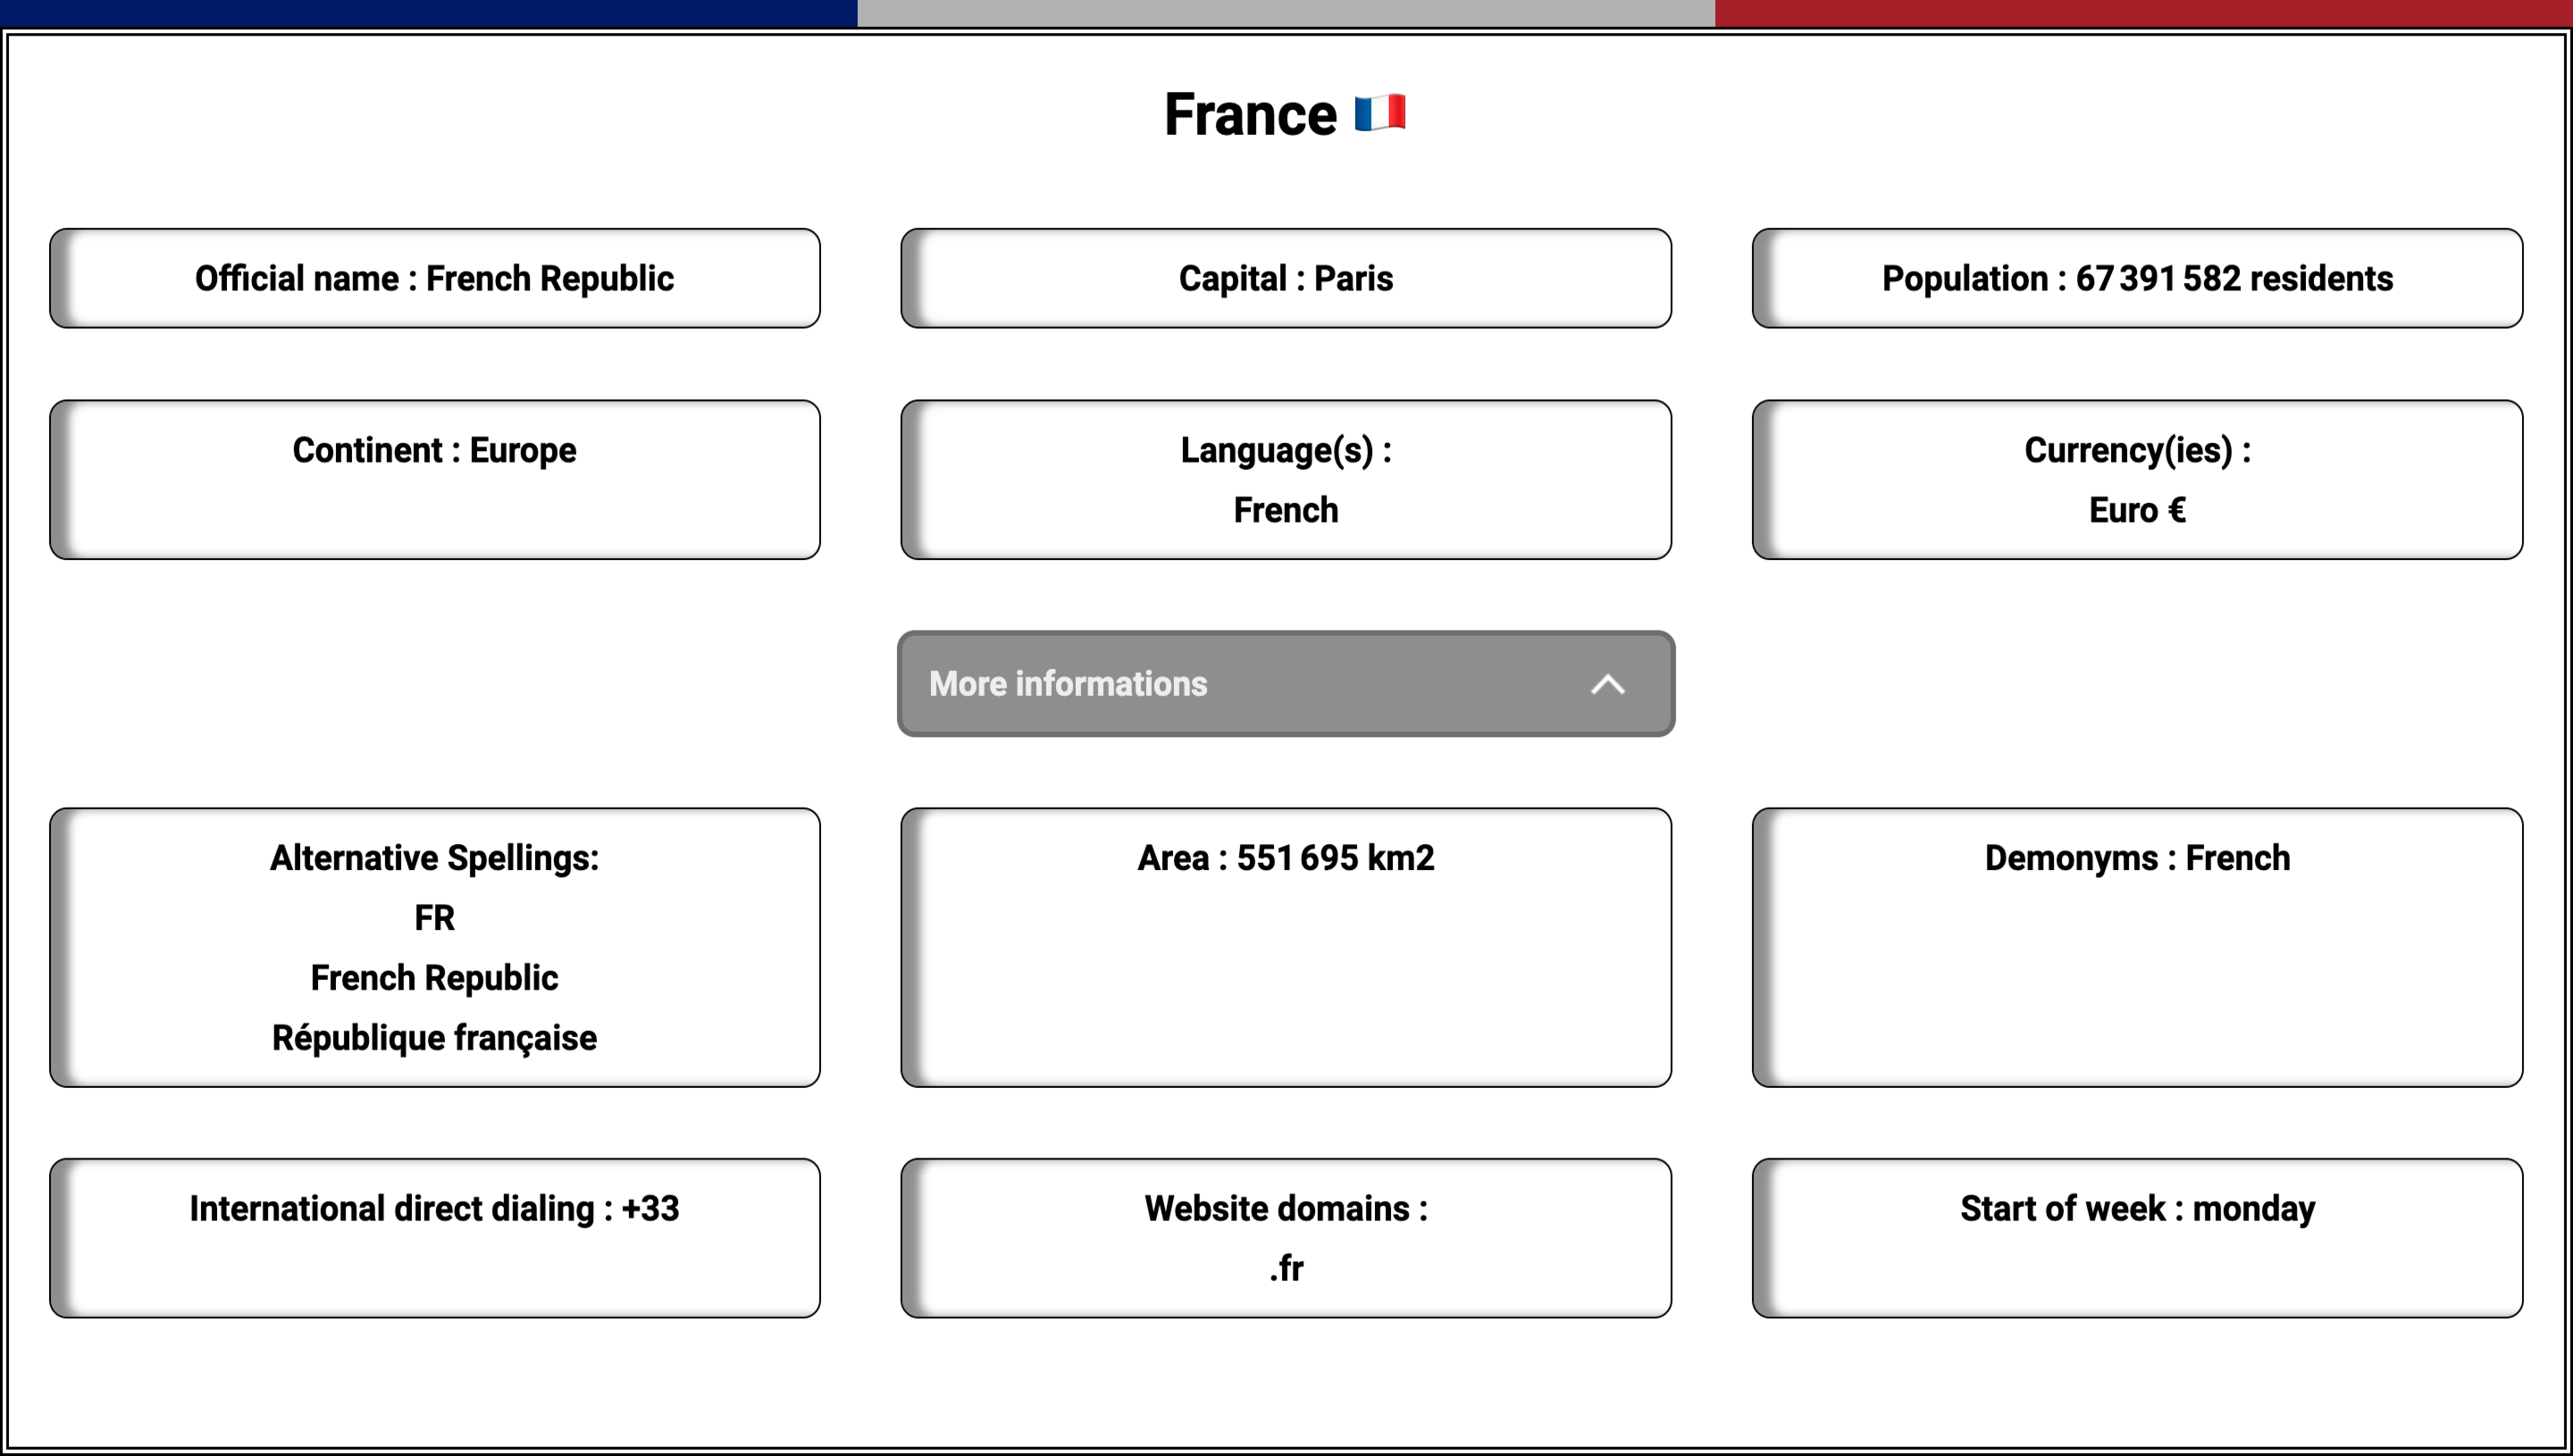 France 🇫🇷
Official name : French Republic
Capital : Paris
Population : 67 391 582 residents
Continent : Europe
Language(s) :
French
Currency(ies) :
Euro €
More informations
Alternative Spellings:
FR
French Republic
République française
Area : 551 695 km2
Demonyms : French
International direct dialing : +33
Website domains :
.fr
Start of week : monday